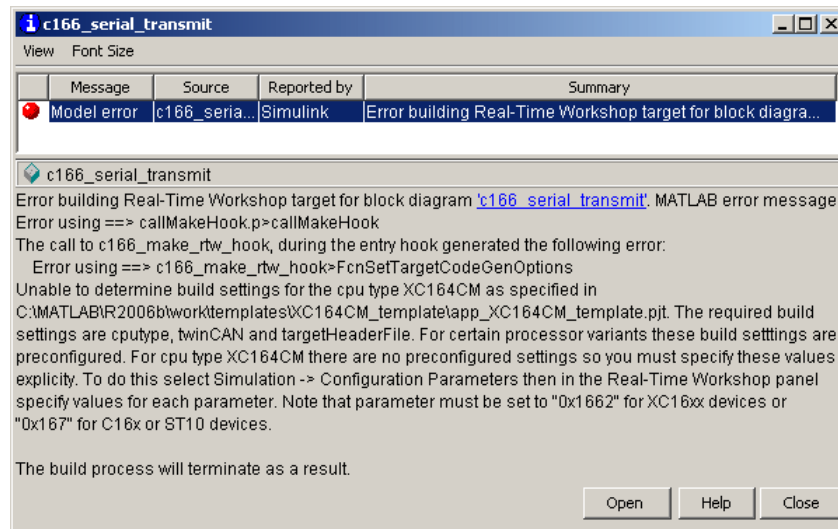 c166_serial_transmit
View Font Size
Message Source Reported by Summary
Model error c166_seria... Simulink Error building Real-Time Workshop target for block diagra...
c166_serial_transmit
Error building Real-Time Workshop target for block diagram 'c166_serial_transmit'. MATLAB error message
Error using ==> callMakeHook.p>callMakeHook
The call to c166_make_rtw_hook, during the entry hook generated the following error:
Error using ==> c166_make_rtw_hook>FcnSetTargetCodeGenOptions
Unable to determine build settings for the cpu type XC164CM as specified in
C:\MATLAB\R2006b\work\templates\XC164CM_template\app_XC164CM_template.pjt. The required build
settings are cputype, twinCAN and targetHeaderFile. For certain processor variants these build setttings are
preconfigured. For cpu type XC164CM there are no preconfigured settings so you must specify these values
explicity. To do this select Simulation -> Configuration Parameters then in the Real-Time Workshop panel
specify values for each parameter. Note that parameter must be set to "0x1662" for XC16xx devices or
"0x167" for C16x or ST10 devices.
The build process will terminate as a result.
Open Help Close